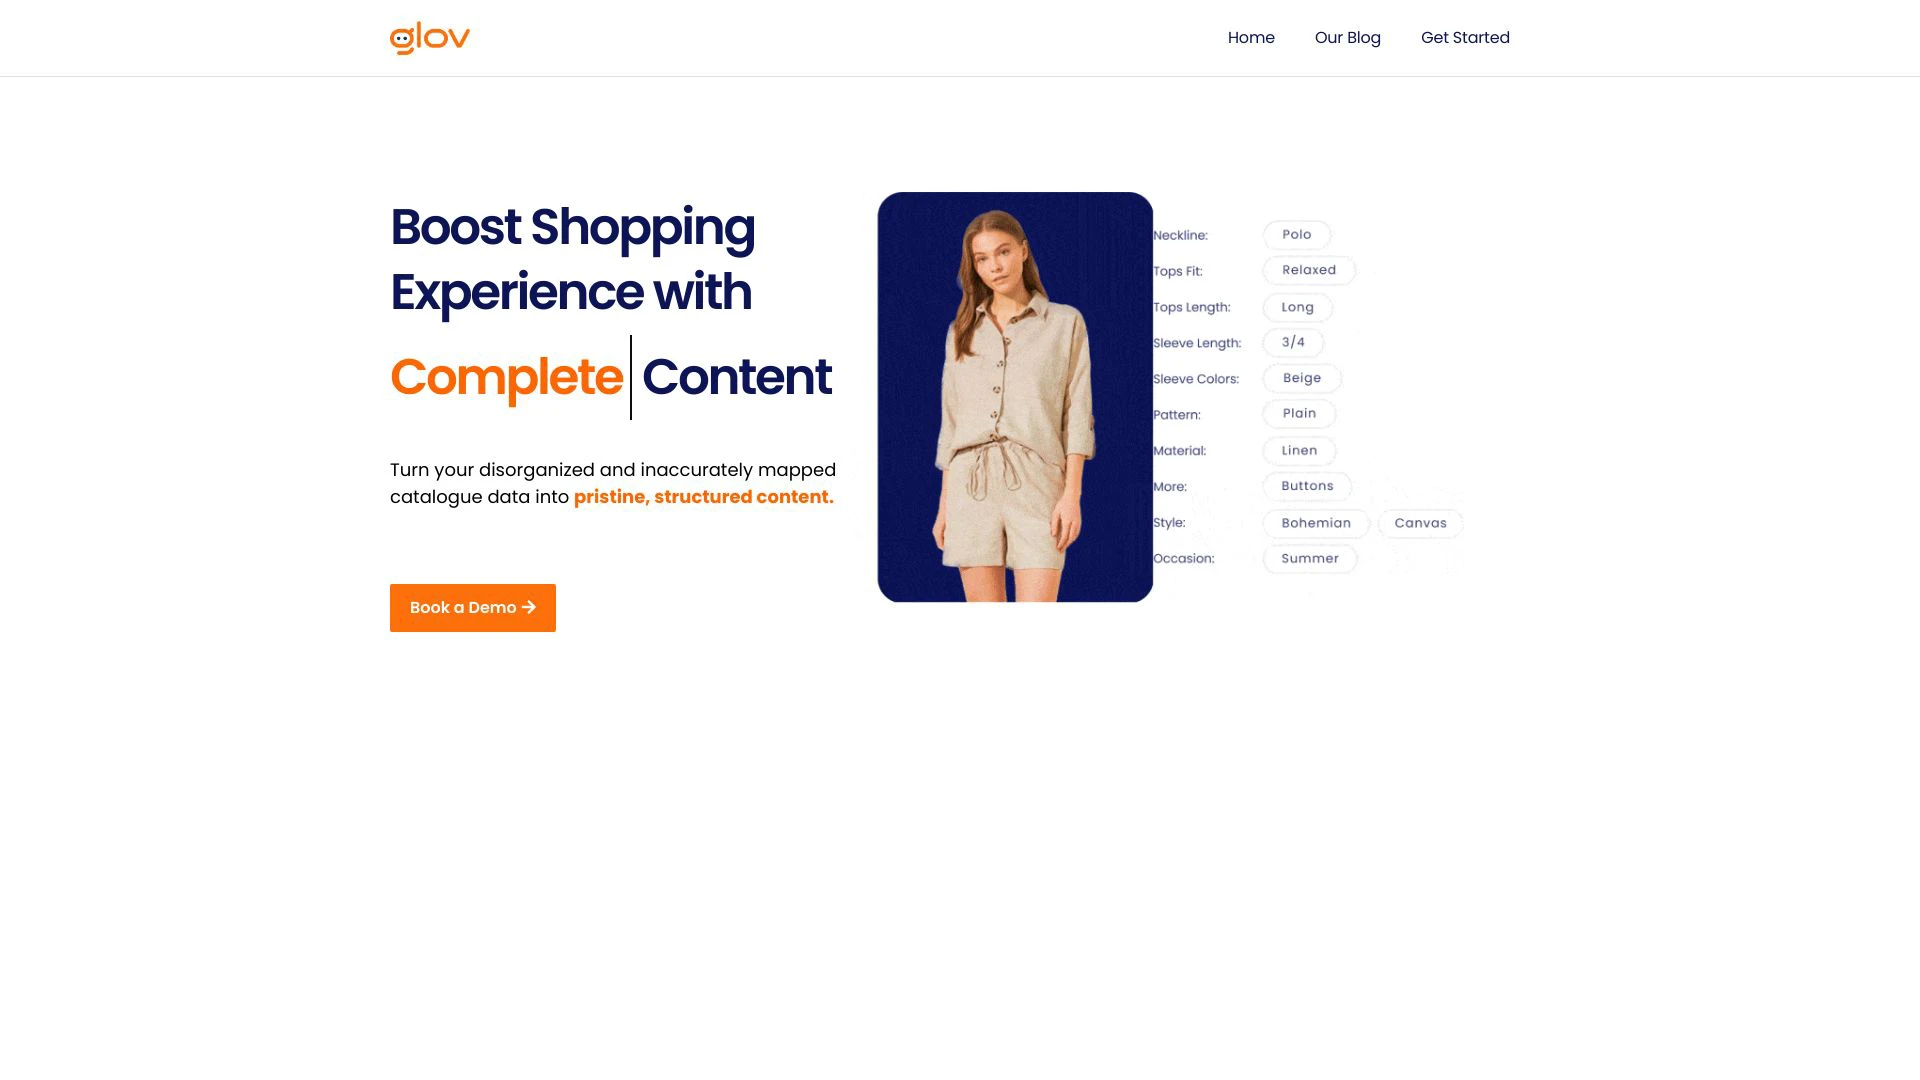 glov
Home
Our Blog
Get Started
Boost Shopping
Experience with
Complete Content
Turn your disorganized and inaccurately mapped
catalogue data into pristine, structured content.
Book a Demo →
Neckline: Polo
Tops Fit: Relaxed
Tops Length: Long
Sleeve Length: 3/4
Sleeve Colors: Beige
Pattern: Plain
Material: Linen
More: Buttons
Style: Bohemian Canvas
Occasion: Summer